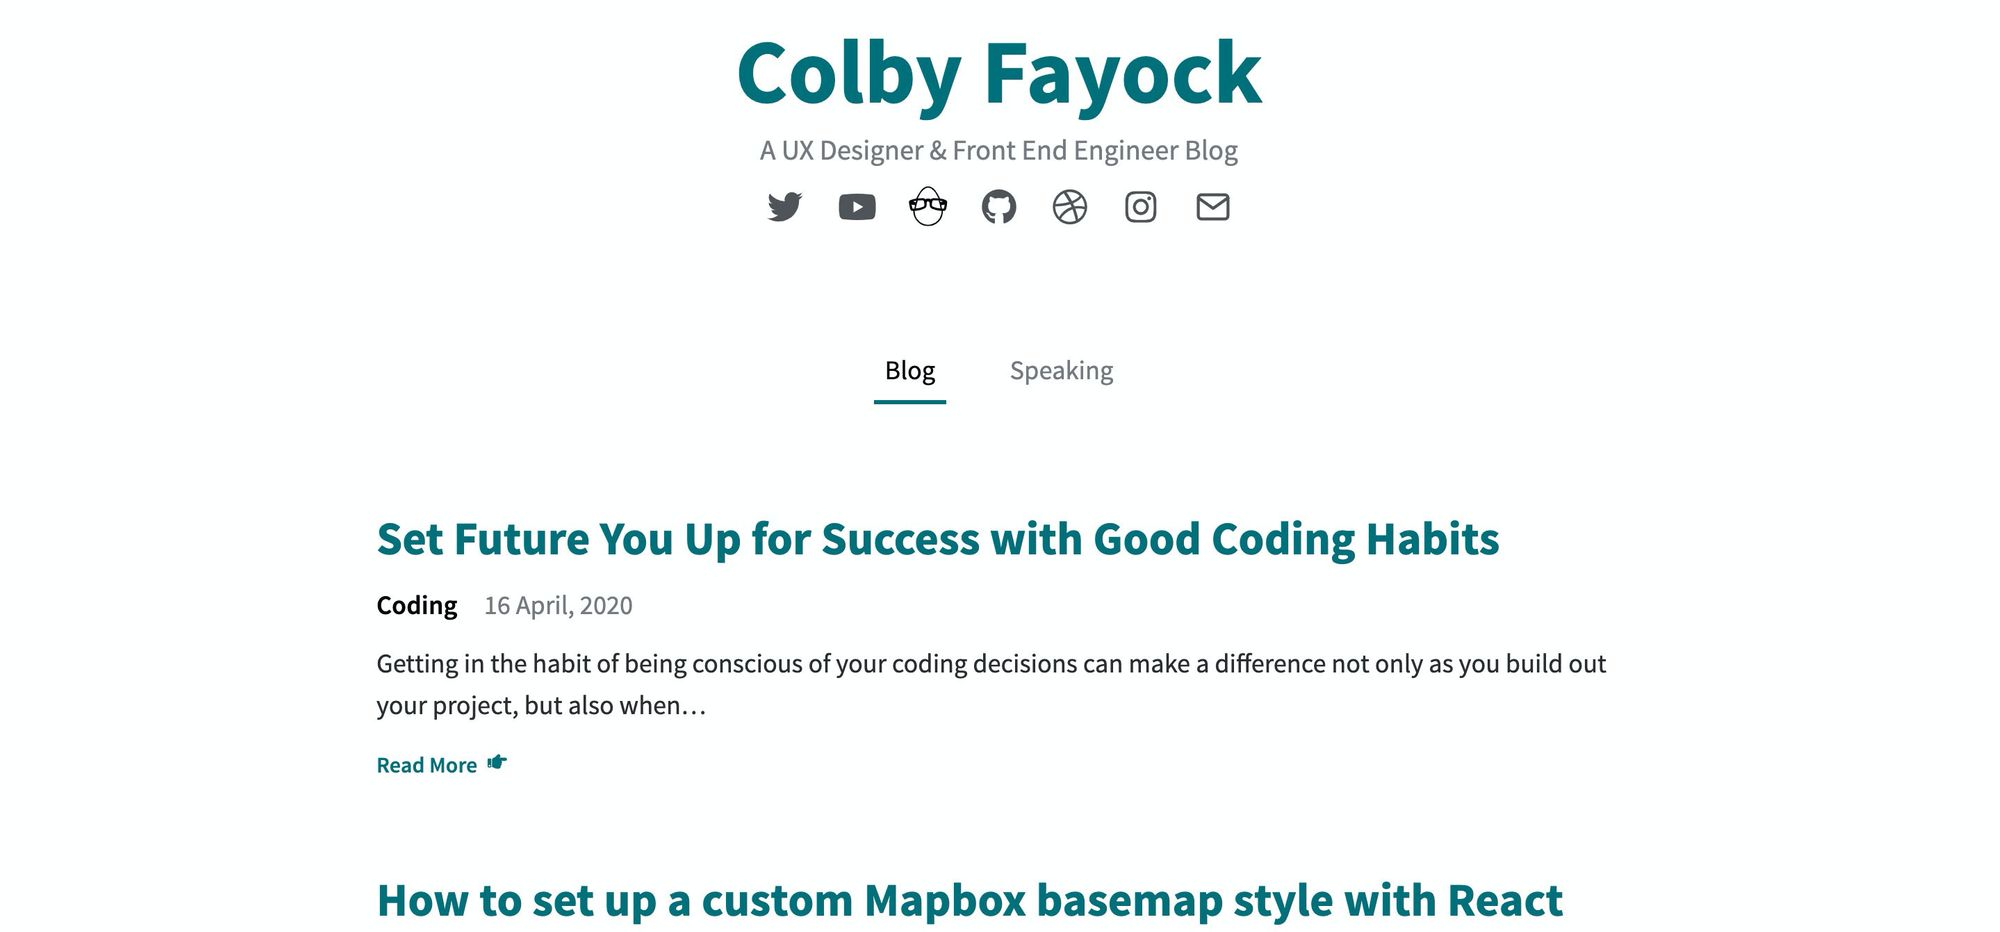 Colby Fayock
A UX Designer & Front End Engineer Blog
Blog
Speaking
Set Future You Up for Success with Good Coding Habits
Coding 16 April, 2020
Getting in the habit of being conscious of your coding decisions can make a difference not only as you build out
your project, but also when…
Read More
How to set up a custom Mapbox basemap style with React